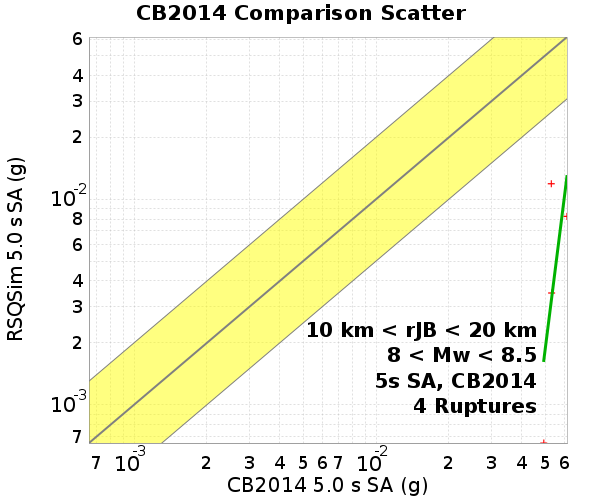 CB2014 Comparison Scatter
6
4
3
2
10-2
8
6
4
3
2
10-3
7
RSQSim 5.0 s SA (g)
10 km < rJB < 20 km
8 < Mw < 8.5
5s SA, CB2014
4 Ruptures
7 10-3 2 3 4 5 6 7 10-2 2 3 4 5 6
CB2014 5.0 s SA (g)